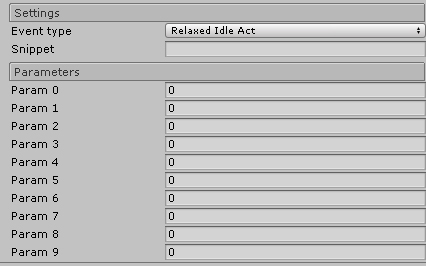 Settings
Event type Relaxed Idle Act
Snippet
Parameters
Param 0 0
Param 1 0
Param 2 0
Param 3 0
Param 4 0
Param 5 0
Param 6 0
Param 7 0
Param 8 0
Param 9 0